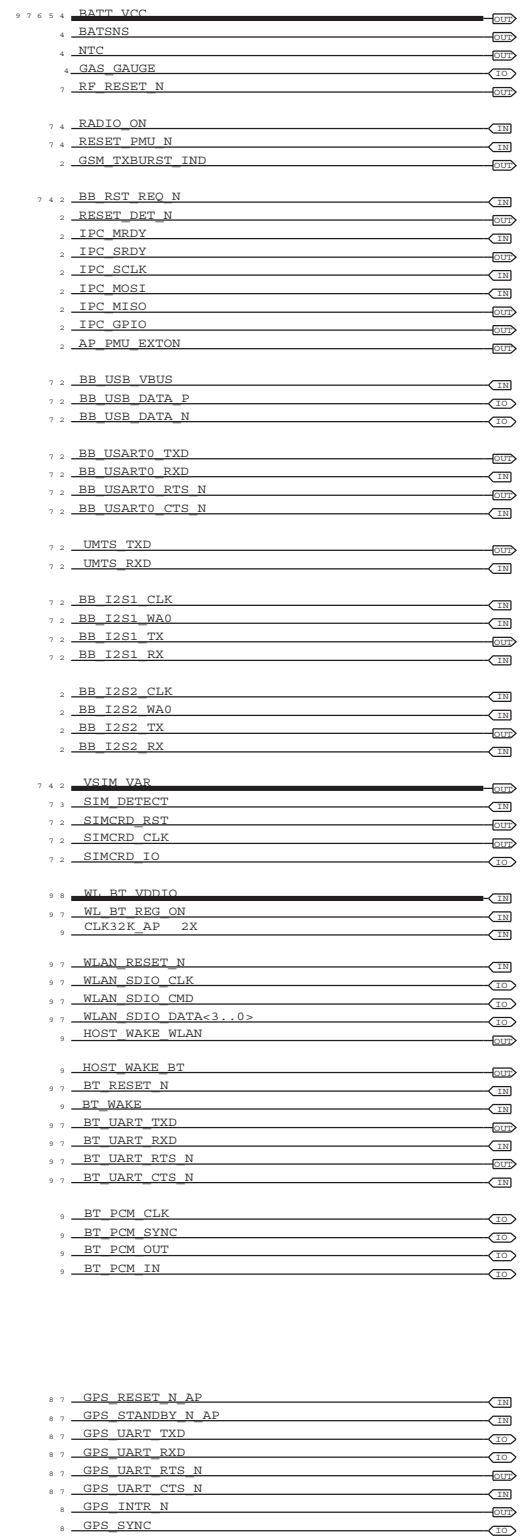 9 7 6 5 4 BATT_VCC OUT
4 BATSNS OUT
4 NTC OUT
4 GAS_GAUGE IO
7 RF_RESET_N OUT
7 4 RADIO_ON IN
7 4 RESET_PMU_N IN
2 GSM_TXBURST_IND OUT
7 4 2 BB_RST_REQ_N IN
2 RESET_DET_N OUT
2 IPC_MRDY IN
2 IPC_SRDY OUT
2 IPC_SCLK IN
2 IPC_MOSI IN
2 IPC_MISO OUT
2 IPC_GPIO OUT
2 AP_PMU_EXTON OUT
7 2 BB_USB_VBUS IN
7 2 BB_USB_DATA_P IO
7 2 BB_USB_DATA_N IO
7 2 BB_USART0_TXD OUT
7 2 BB_USART0_RXD IN
7 2 BB_USART0_RTS_N OUT
7 2 BB_USART0_CTS_N IN
7 2 UMTS_TXD OUT
7 2 UMTS_RXD IN
7 2 BB_I2S1_CLK IN
7 2 BB_I2S1_WA0 IN
7 2 BB_I2S1_TX OUT
7 2 BB_I2S1_RX IN
2 BB_I2S2_CLK IN
2 BB_I2S2_WA0 IN
2 BB_I2S2_TX OUT
2 BB_I2S2_RX IN
7 4 2 VSIM_VAR OUT
7 3 SIM_DETECT IN
7 2 SIMCRD_RST OUT
7 2 SIMCRD_CLK OUT
7 2 SIMCRD_IO IO
9 8 WL_BT_VDDIO IN
9 7 WL_BT_REG_ON IN
9 CLK32K_AP 2X IN
9 7 WLAN_RESET_N IN
9 7 WLAN_SDIO_CLK IO
9 7 WLAN_SDIO_CMD IO
9 7 WLAN_SDIO_DATA<3..0> IO
9 HOST_WAKE_WLAN OUT
9 HOST_WAKE_BT OUT
9 7 BT_RESET_N IN
9 BT_WAKE IN
9 7 BT_UART_TXD OUT
9 7 BT_UART_RXD IN
9 7 BT_UART_RTS_N OUT
9 7 BT_UART_CTS_N IN
9 BT_PCM_CLK IO
9 BT_PCM_SYNC IO
9 BT_PCM_OUT IO
9 BT_PCM_IN IO
8 7 GPS_RESET_N_AP IN
8 7 GPS_STANDBY_N_AP IN
8 7 GPS_UART_TXD IO
8 7 GPS_UART_RXD IO
8 7 GPS_UART_RTS_N OUT
8 7 GPS_UART_CTS_N IN
8 GPS_INTR_N OUT
8 GPS_SYNC IO